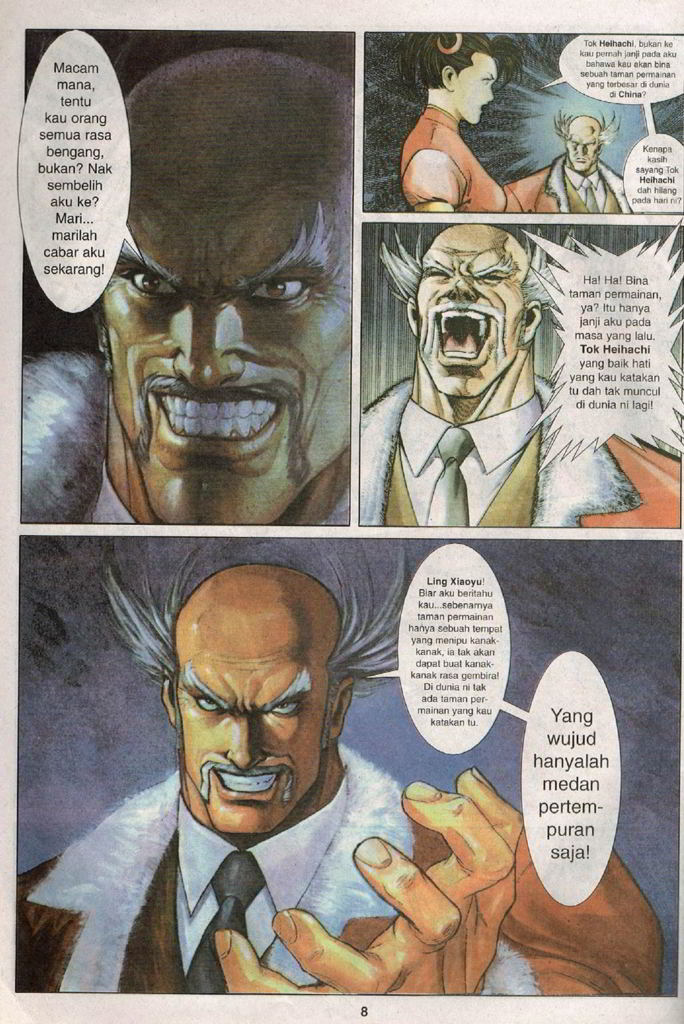 Macam
mana,
tentu
kau orang
semua rasa
bengang,
bukan? Nak
sembelih
aku ke?
Mari...
marilah
cabar aku
sekarang!
Tok Heihachi, bukan ke
kau pernah janji pada aku
bahawa kau akan bina
sebuah taman permainan
yang terbesar di dunia
di China?
Kenapa
kasih
sayang Tok
Heihachi
dah hilang
pada hari ni?
Ha! Ha! Bina
taman permainan,
ya? Itu hanya
janji aku pada
masa yang lalu.
Tok Heihachi
yang baik hati
yang kau katakan
tu dah tak muncul
di dunia ni lagi!
Ling Xiaoyu!
Biar aku beritahu
kau...sebenarnya
taman permainan
hanya sebuah tempat
yang menipu kanak-
kanak, ia tak akan
dapat buat kanak-
kanak rasa gembira!
Di dunia ni tak
ada taman per-
mainan yang kau
katakan tu.
Yang
wujud
hanyalah
medan
pertem-
puran
saja!
8